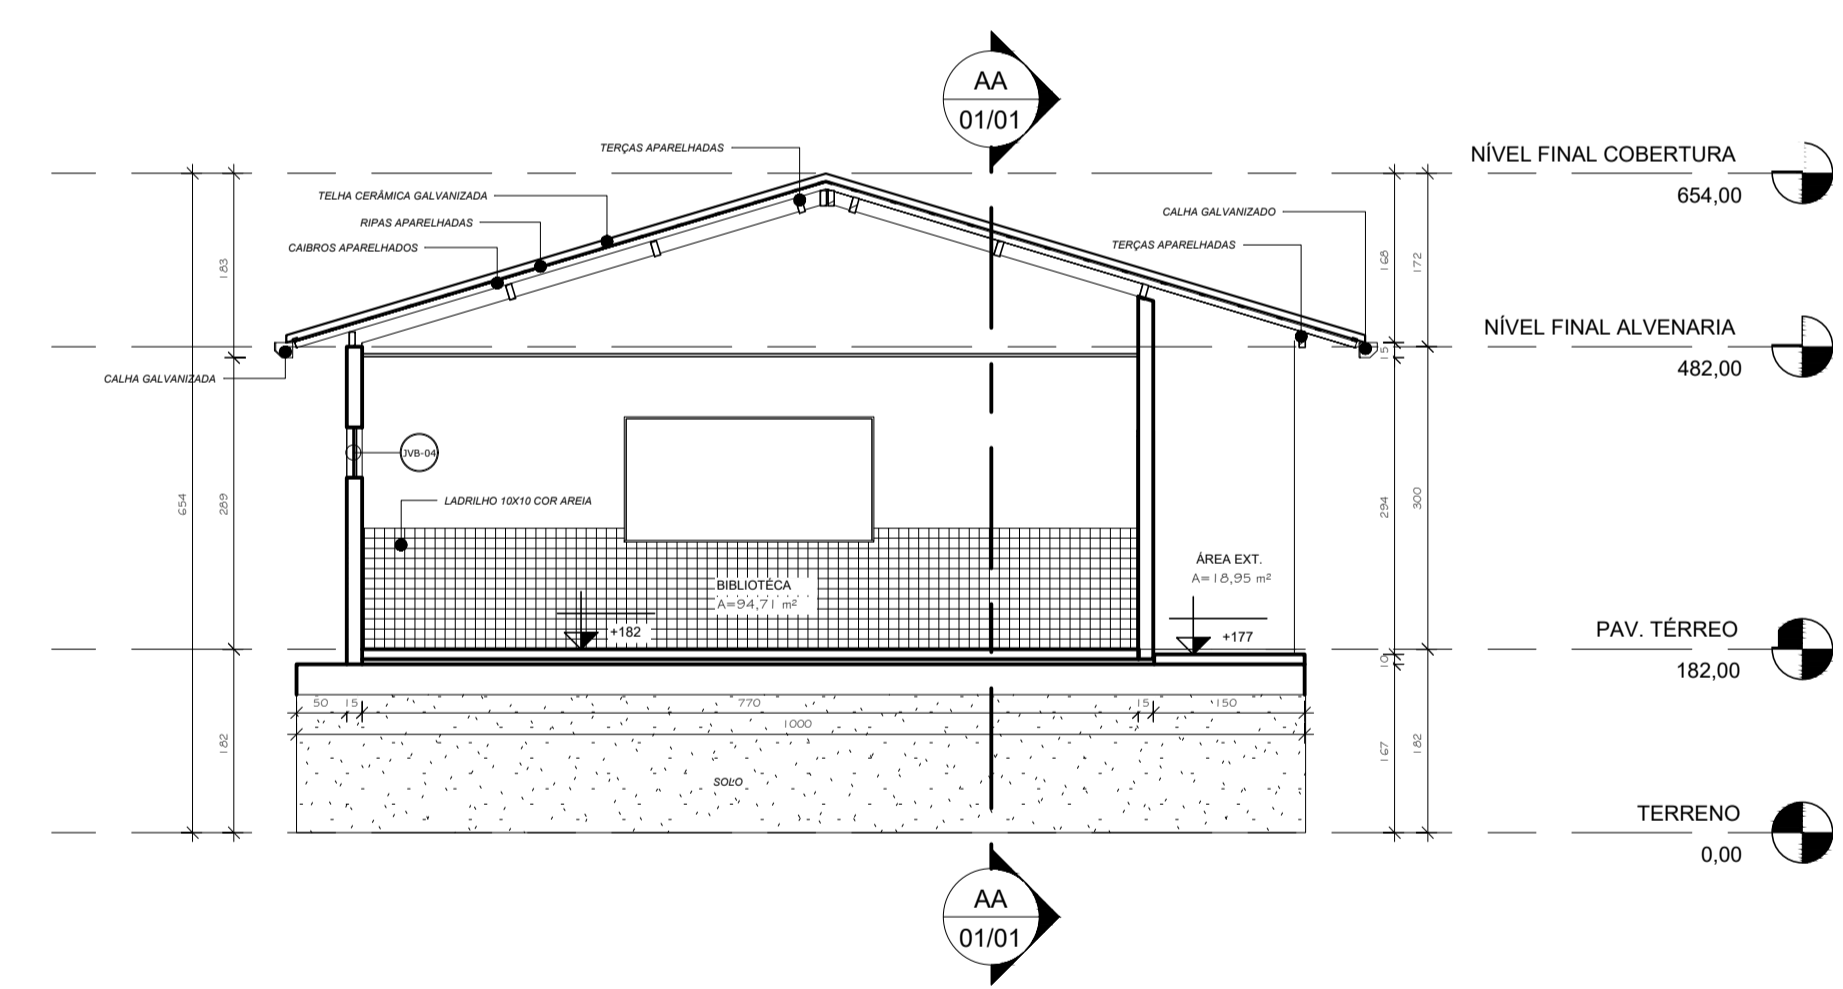 AA
01/01
TERÇAS APARELHADAS
NÍVEL FINAL COBERTURA
654,00
TELHA CERÂMICA GALVANIZADA
RIPAS APARELHADAS
CAIBROS APARELHADOS
CALHA GALVANIZADO
TERÇAS APARELHADAS
183
168
172
NÍVEL FINAL ALVENARIA
482,00
15
CALHA GALVANIZADA
JVB-04
LADRILHO 10X10 COR AREIA
654
289
294
300
ÁREA EXT.
A=18,95 m²
BIBLIOTÉCA
A=94,71 m²
+182
+177
PAV. TÉRREO
182,00
10
50
15
770
15
150
1000
182
167
182
SOLO
TERRENO
0,00
AA
01/01